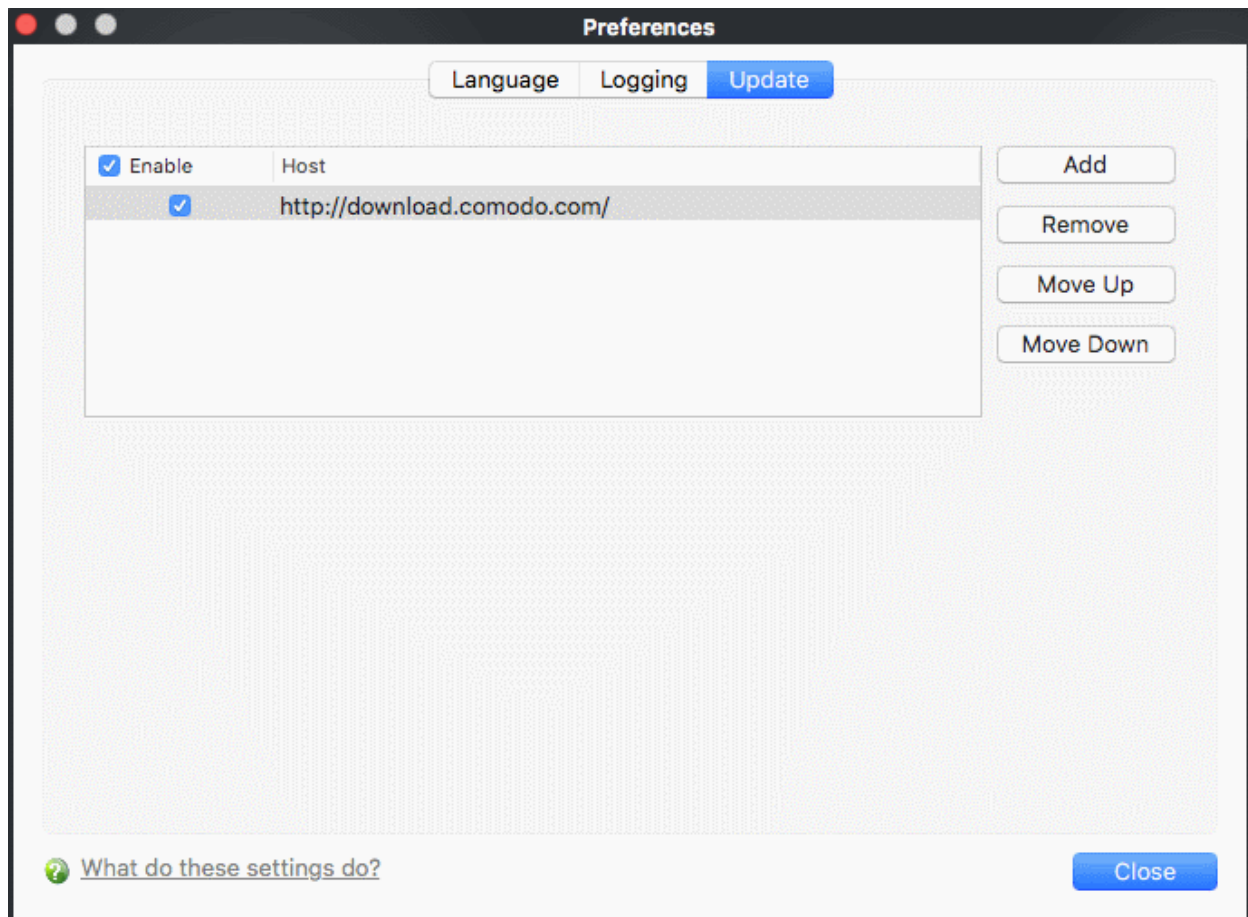 Preferences
Language Logging Update
Enable Host Add
http://download.comodo.com/
Remove
Move Up
Move Down
What do these settings do? Close